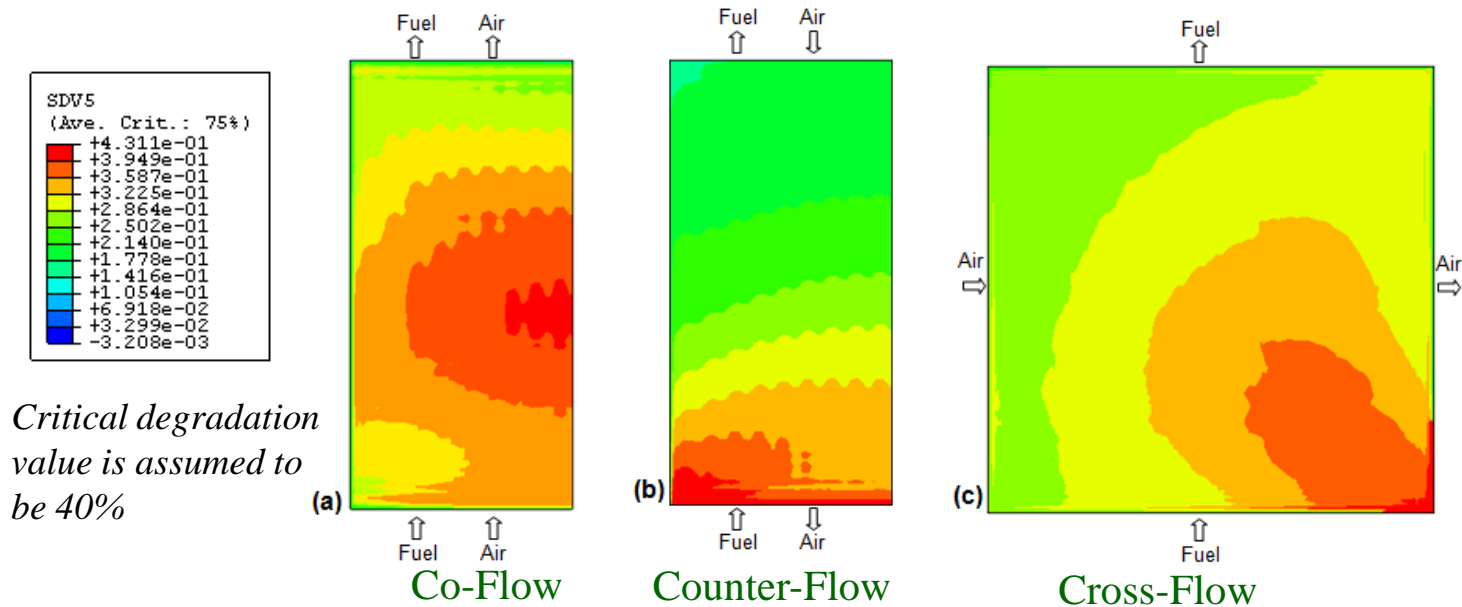 Fuel Air
Fuel Air
Fuel
SDV5
(Ave. Crit.: 75%)
+4.311e-01
+3.949e-01
+3.587e-01
+3.225e-01
+2.864e-01
+2.502e-01
+2.140e-01
+1.778e-01
+1.416e-01
+1.054e-01
+6.918e-02
+3.299e-02
-3.208e-03
Air
Air
Critical degradation
value is assumed to
be 40%
(a)
(b)
(c)
Fuel Air
Fuel Air
Fuel
Co-Flow
Counter-Flow
Cross-Flow